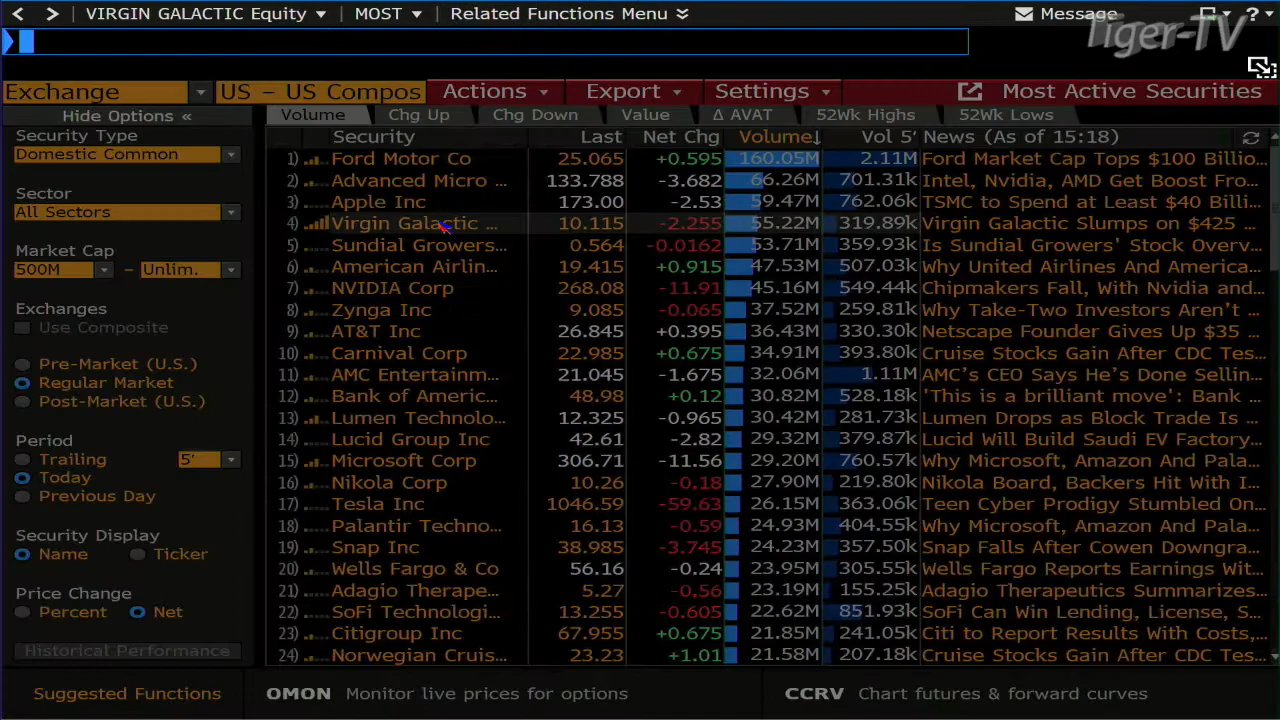 VIRGIN GALACTIC Equity MOST Related Functions Menu Message ?
Tiger-TV
Exchange US - US Compos Actions Export Settings Most Active Securities
Hide Options « Volume Chg Up Chg Down Value Δ AVAT 52Wk Highs 52Wk Lows
Security Type
Domestic Common
Sector
All Sectors
Market Cap
500M - Unlim.
Exchanges
Use Composite
Pre-Market (U.S.)
Regular Market
Post-Market (U.S.)
Period
Trailing 5'
Today
Previous Day
Security Display
Name Ticker
Price Change
Percent Net
Historical Performance
Security Last Net Chg Volume↓ Vol 5' News (As of 15:18)
1) Ford Motor Co 25.065 +0.595 160.05M 2.11M Ford Market Cap Tops $100 Billio...
2) Advanced Micro ... 133.788 -3.682 66.26M 701.31k Intel, Nvidia, AMD Get Boost Fro...
3) Apple Inc 173.00 -2.53 59.47M 762.06k TSMC to Spend at Least $40 Billi...
4) Virgin Galactic ... 10.115 -2.255 55.22M 319.89k Virgin Galactic Slumps on $425 ...
5) Sundial Growers... 0.564 -0.0162 53.71M 359.93k Is Sundial Growers' Stock Overv...
6) American Airlin... 19.415 +0.915 47.53M 507.03k Why United Airlines And America...
7) NVIDIA Corp 268.08 -11.91 45.16M 549.44k Chipmakers Fall, With Nvidia and...
8) Zynga Inc 9.085 -0.065 37.52M 259.81k Why Take-Two Investors Aren't ...
9) AT&T Inc 26.845 +0.395 36.43M 330.30k Netscape Founder Gives Up $35 ...
10) Carnival Corp 22.985 +0.675 34.91M 393.80k Cruise Stocks Gain After CDC Tes...
11) AMC Entertainm... 21.045 -1.675 32.06M 1.11M AMC's CEO Says He's Done Sellin...
12) Bank of Americ... 48.98 +0.12 30.82M 528.18k 'This is a brilliant move': Bank ...
13) Lumen Technolo... 12.325 -0.965 30.42M 281.73k Lumen Drops as Block Trade Is ...
14) Lucid Group Inc 42.61 -2.82 29.32M 379.87k Lucid Will Build Saudi EV Factory...
15) Microsoft Corp 306.71 -11.56 29.20M 760.57k Why Microsoft, Amazon And Pala...
16) Nikola Corp 10.26 -0.18 27.90M 219.80k Nikola Board, Backers Hit With I...
17) Tesla Inc 1046.59 -59.63 26.15M 363.06k Teen Cyber Prodigy Stumbled On...
18) Palantir Techno... 16.13 -0.59 24.93M 404.55k Why Microsoft, Amazon And Pala...
19) Snap Inc 38.985 -3.745 24.23M 357.50k Snap Falls After Cowen Downgra...
20) Wells Fargo & Co 56.16 -0.24 23.95M 305.55k Wells Fargo Reports Earnings Wit...
21) Adagio Therape... 5.27 -0.56 23.19M 155.25k Adagio Therapeutics Summarizes...
22) SoFi Technologi... 13.255 -0.605 22.62M 851.93k SoFi Can Win Lending, License, S...
23) Citigroup Inc 67.955 +0.675 21.85M 241.05k Citi to Report Results With Costs,...
24) Norwegian Cruis... 23.23 +1.01 21.58M 207.18k Cruise Stocks Gain After CDC Tes...
Suggested Functions OMON Monitor live prices for options CCRV Chart futures & forward curves